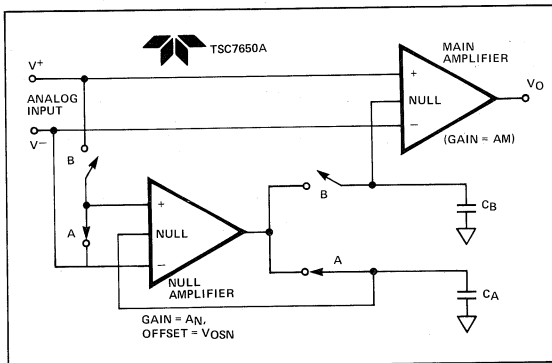 TSC7650A
MAIN
AMPLIFIER
V+
+
NULL
−
VO
ANALOG
INPUT
V−
(GAIN = AM)
B
B
CB
A
+
NULL
−
A
CA
NULL
AMPLIFIER
GAIN = AN,
OFFSET = VOSN